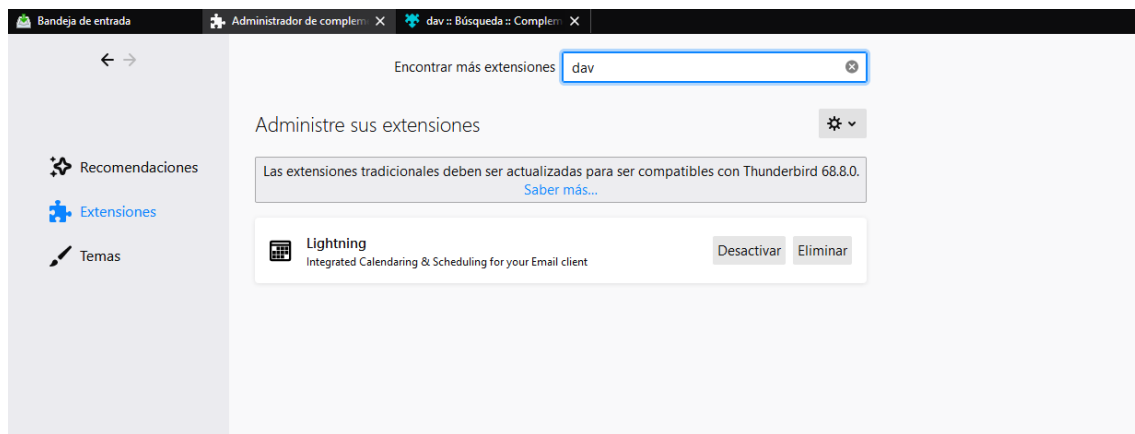 Bandeja de entrada
Administrador de complem
dav :: Búsqueda :: Complem
Encontrar más extensiones
dav
Administre sus extensiones
Recomendaciones
Las extensiones tradicionales deben ser actualizadas para ser compatibles con Thunderbird 68.8.0.
Saber más...
Extensiones
Temas
Lightning
Integrated Calendaring & Scheduling for your Email client
Desactivar
Eliminar